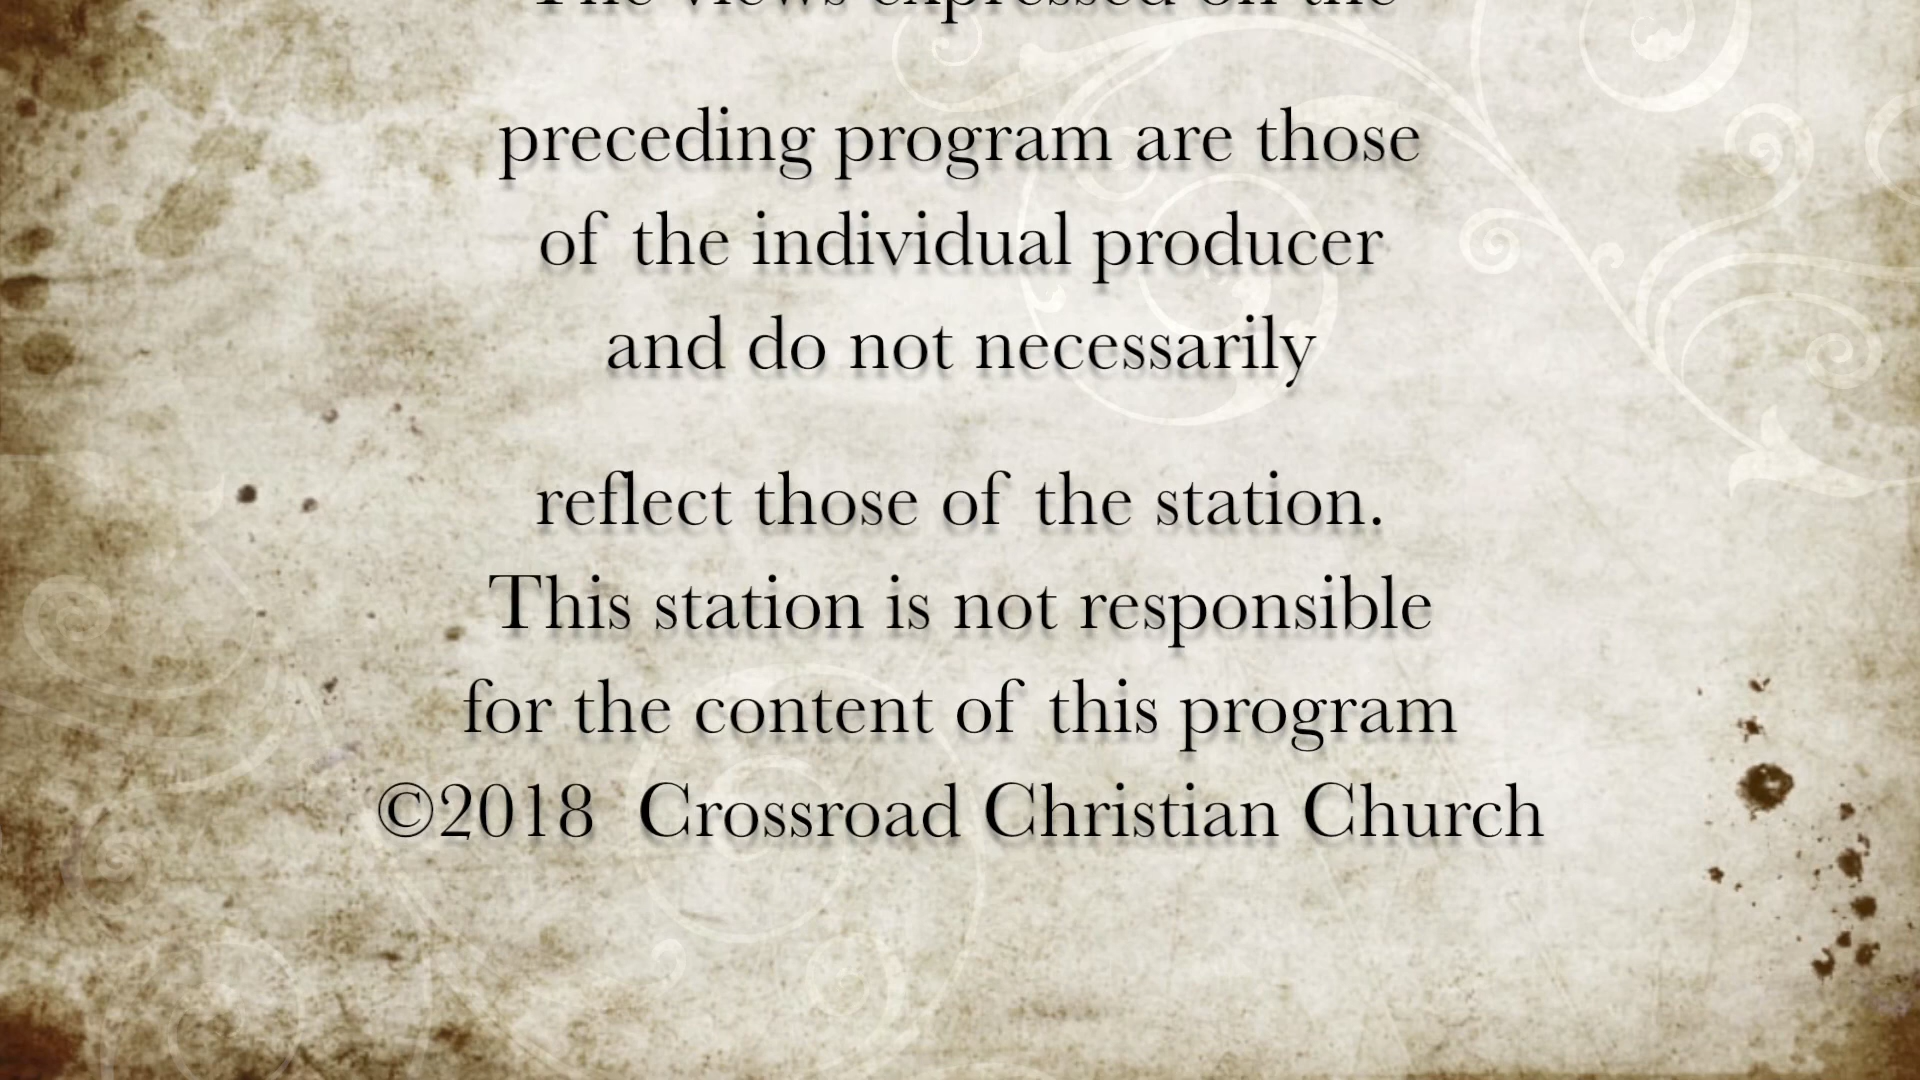 The views expressed on the
preceding program are those
of the individual producer
and do not necessarily
reflect those of the station.
This station is not responsible
for the content of this program
©2018 Crossroad Christian Church